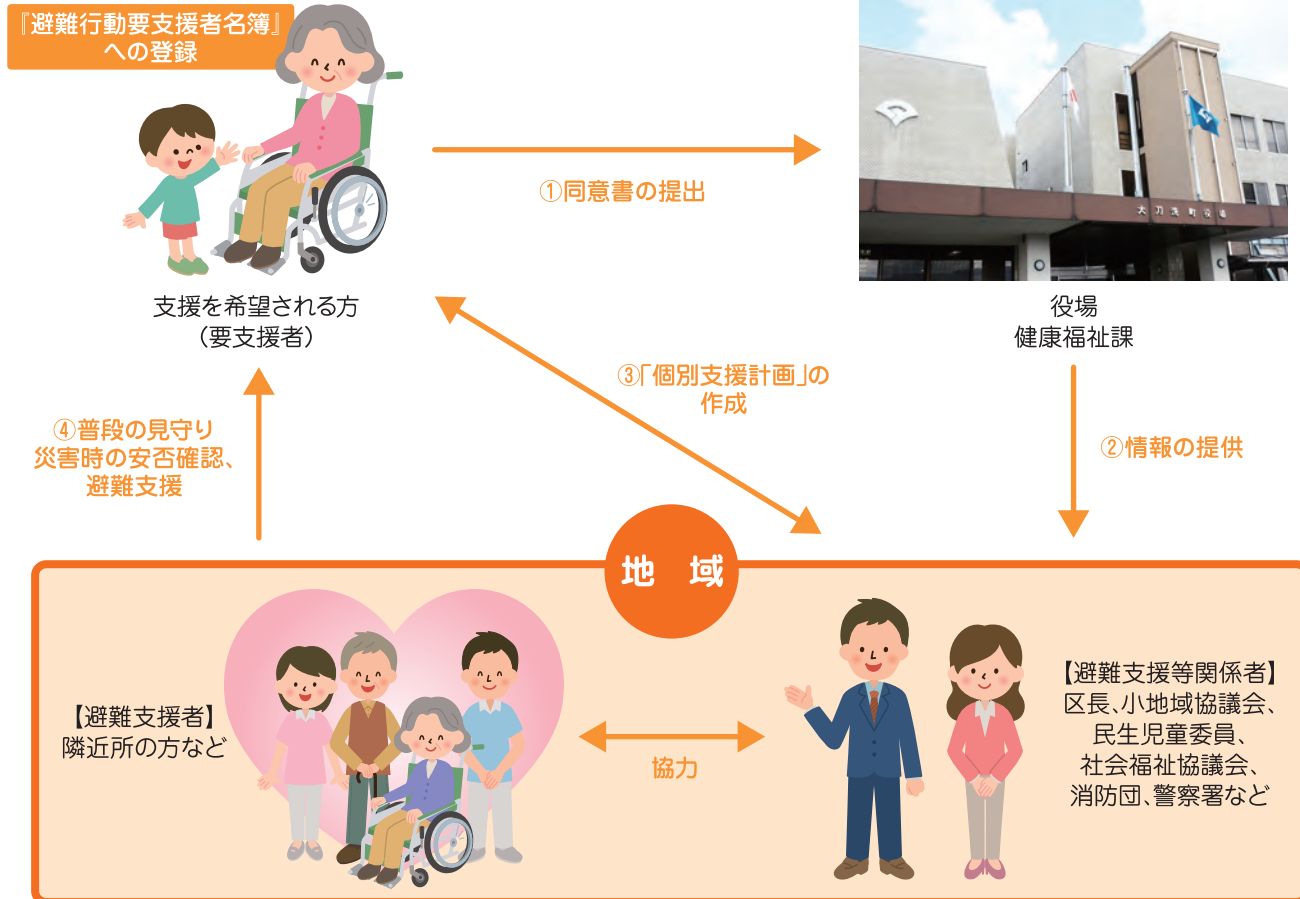 『避難行動要支援者名簿』
への登録
①同意書の提出
大刀洗町役場
支援を希望される方
（要支援者）
役場
健康福祉課
③「個別支援計画」の
作成
④普段の見守り
災害時の安否確認、
避難支援
②情報の提供
地 域
【避難支援者】
隣近所の方など
協力
【避難支援等関係者】
区長、小地域協議会、
民生児童委員、
社会福祉協議会、
消防団、警察署など